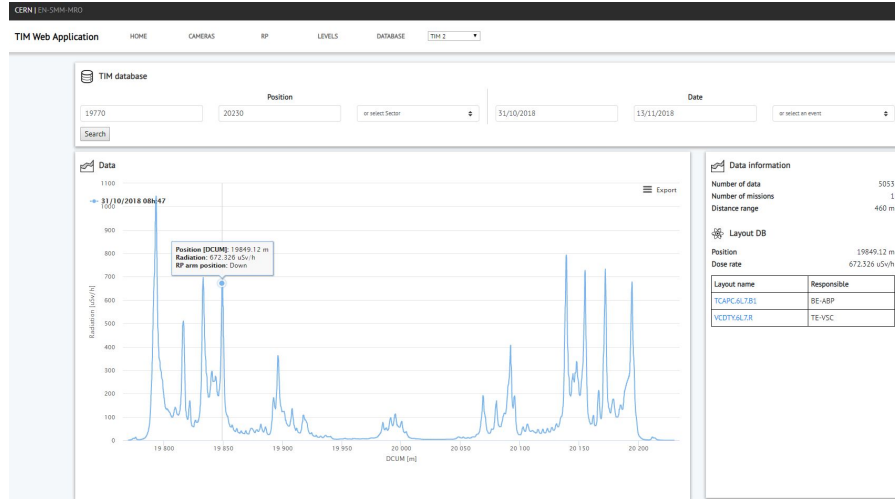 CERN | EN-SMM-MRO
TIM Web Application HOME CAMERAS RP LEVELS DATABASE TIM 2
TIM database
Position Date
19770 20230 or select Sector 31/10/2018 13/11/2018 or select an event
Search
Data
Export
31/10/2018 08h47
1100
1000
900
800
700
600
500
400
300
200
100
0
Radiation [uSv/h]
Position [DCUM]: 19849.12 m
Radiation: 672.326 uSv/h
RP arm position: Down
19 800 19 850 19 900 19 950 20 000 20 050 20 100 20 150 20 200
DCUM [m]
Data information
Number of data 5053
Number of missions 1
Distance range 460 m
Layout DB
Position 19849.12 m
Dose rate 672.326 uSv/h
Layout name Responsible
TCAPC.6L7.B1 BE-ABP
VCDTY.6L7.R TE-VSC